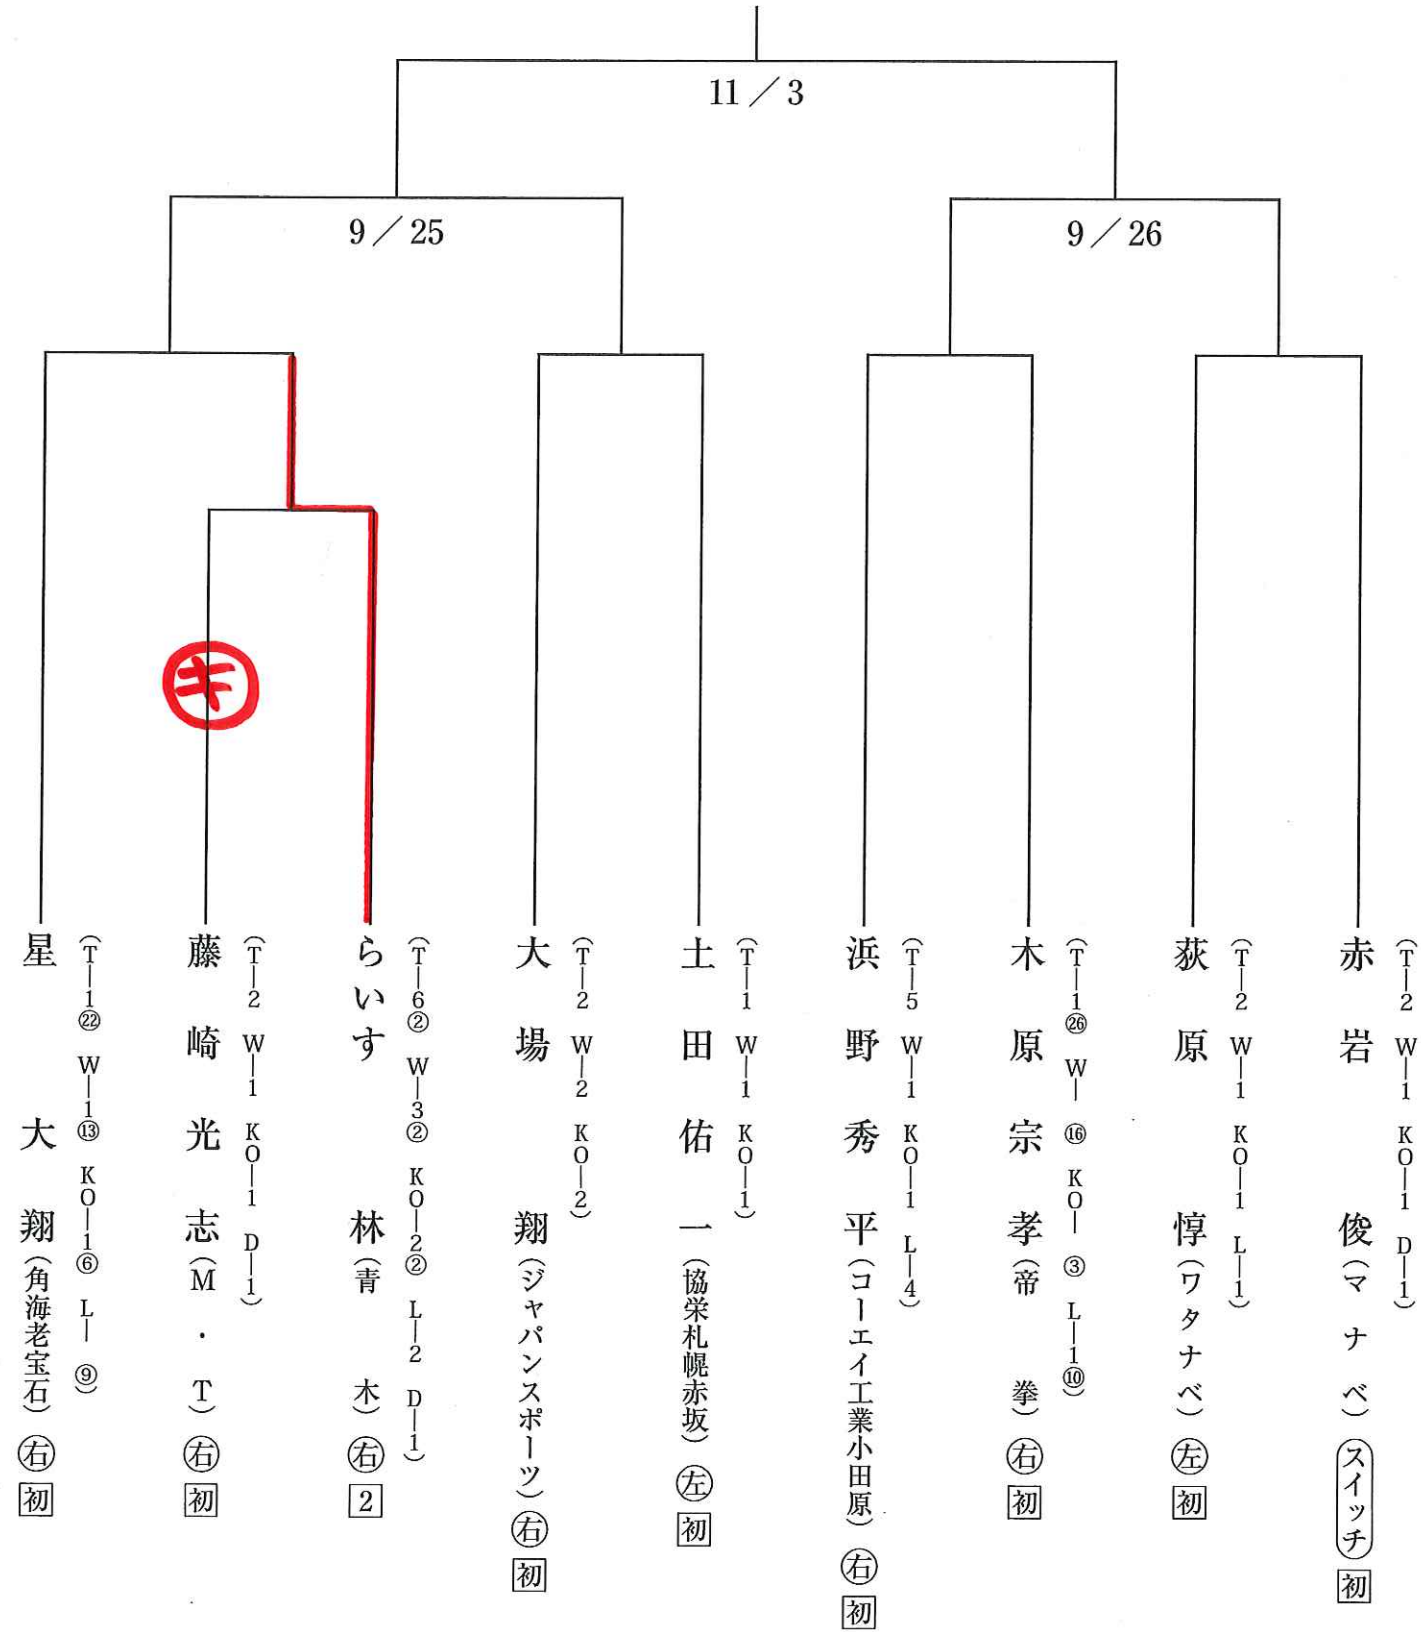 11／3
9／25
9／26
キ
星　大　翔（角海老宝石）右 初
（T―1㉒ W―1⑬ KO―1⑥ L― ⑨）
藤崎光志（M・T）右 初
（T―2 W―1 KO―1 D―1）
らいす　林（青　木）右 2
（T―6② W―3② KO―2② L―2 D―1）
大場　翔（ジャパンスポーツ）右 初
（T―2 W―2 KO―2）
土田佑一（協栄札幌赤坂）左 初
（T―1 W―1 KO―1）
浜野秀平（コーエイ工業小田原）右 初
（T―5 W―1 KO―1 L―4）
木原宗孝（帝　拳）右 初
（T―1㉖ W― ⑯ KO― ③ L―1⑩）
荻原　惇（ワタナベ）左 初
（T―2 W―1 KO―1 L―1）
赤岩　俊（マナベ）スイッチ 初
（T―2 W―1 KO―1 D―1）